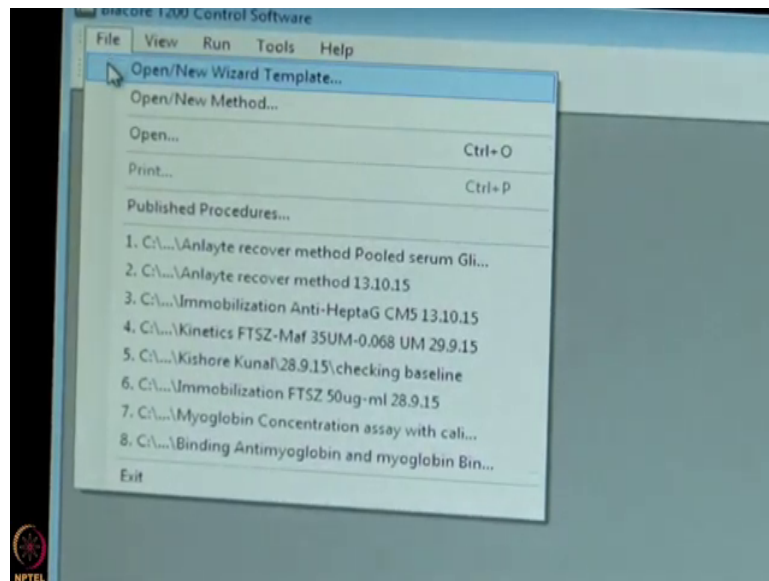 Biacore T200 Control Software
File View Run Tools Help
Open/New Wizard Template...
Open/New Method...
Open... Ctrl+O
Print... Ctrl+P
Published Procedures...
1. C:\...\Anlayte recover method Pooled serum Gli...
2. C:\...\Anlayte recover method 13.10.15
3. C:\...\Immobilization Anti-HeptaG CM5 13.10.15
4. C:\...\Kinetics FTSZ-Maf 35UM-0.068 UM 29.9.15
5. C:\...\Kishore Kunal\28.9.15\checking baseline
6. C:\...\Immobilization FTSZ 50ug-ml 28.9.15
7. C:\...\Myoglobin Concentration assay with cali...
8. C:\...\Binding Antimyoglobin and myoglobin Bin...
Exit
NPTEL